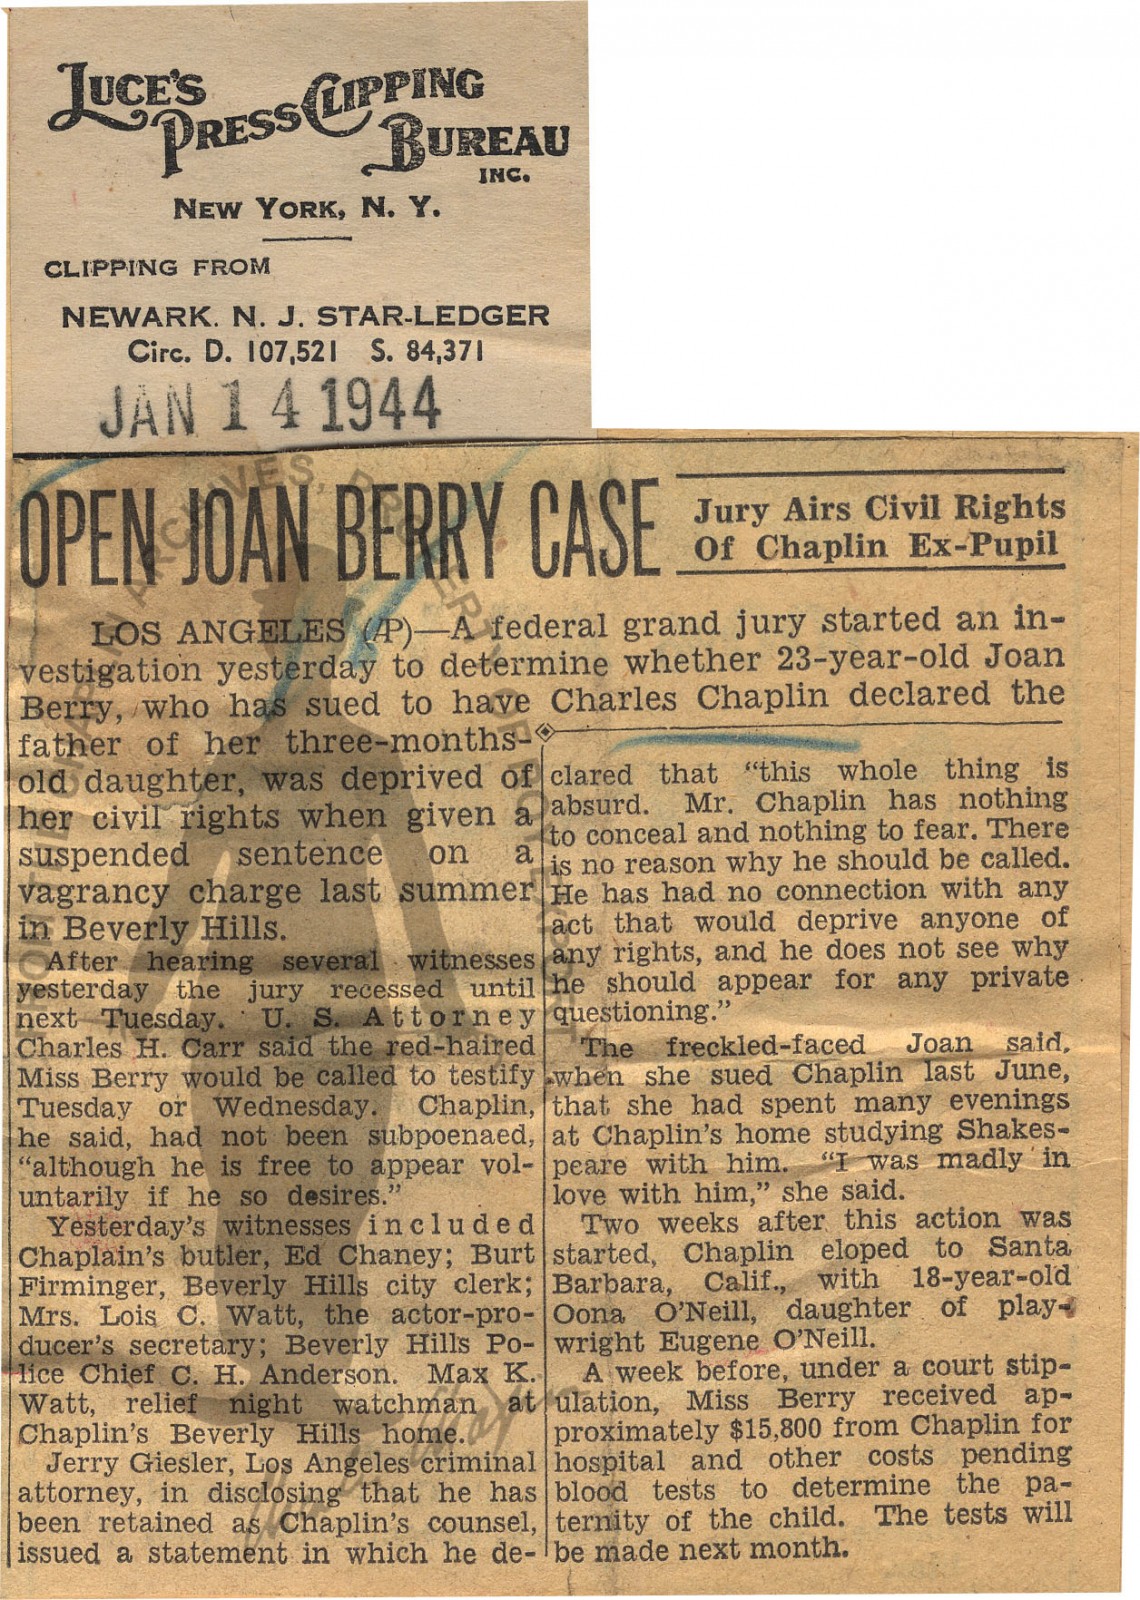 LUCE'S
PRESS CLIPPING
BUREAU
INC.
NEW YORK, N. Y.
CLIPPING FROM
NEWARK. N. J. STAR-LEDGER
Circ. D. 107,521 S. 84,371
JAN 14 1944
OPEN JOAN BERRY CASE
Jury Airs Civil Rights
Of Chaplin Ex-Pupil
LOS ANGELES (AP)—A federal grand jury started an in-
vestigation yesterday to determine whether 23-year-old Joan
Berry, who has sued to have Charles Chaplin declared the
father of her three-months-
old daughter, was deprived of
her civil rights when given a
suspended sentence on a
vagrancy charge last summer
in Beverly Hills.
After hearing several witnesses
yesterday the jury recessed until
next Tuesday. U. S. Attorney
Charles H. Carr said the red-haired
Miss Berry would be called to testify
Tuesday or Wednesday. Chaplin,
he said, had not been subpoenaed,
"although he is free to appear vol-
untarily if he so desires."
Yesterday's witnesses included
Chaplain's butler, Ed Chaney; Burt
Firminger, Beverly Hills city clerk;
Mrs. Lois C. Watt, the actor-pro-
ducer's secretary; Beverly Hills Po-
lice Chief C. H. Anderson. Max K.
Watt, relief night watchman at
Chaplin's Beverly Hills home.
Jerry Giesler, Los Angeles criminal
attorney, in disclosing that he has
been retained as Chaplin's counsel,
issued a statement in which he de-
clared that "this whole thing is
absurd. Mr. Chaplin has nothing
to conceal and nothing to fear. There
is no reason why he should be called.
He has had no connection with any
act that would deprive anyone of
any rights, and he does not see why
he should appear for any private
questioning."
The freckled-faced Joan said,
when she sued Chaplin last June,
that she had spent many evenings
at Chaplin's home studying Shakes-
peare with him. "I was madly in
love with him," she said.
Two weeks after this action was
started, Chaplin eloped to Santa
Barbara, Calif., with 18-year-old
Oona O'Neill, daughter of play-
wright Eugene O'Neill.
A week before, under a court stip-
ulation, Miss Berry received ap-
proximately $15,800 from Chaplin for
hospital and other costs pending
blood tests to determine the pa-
ternity of the child. The tests will
be made next month.